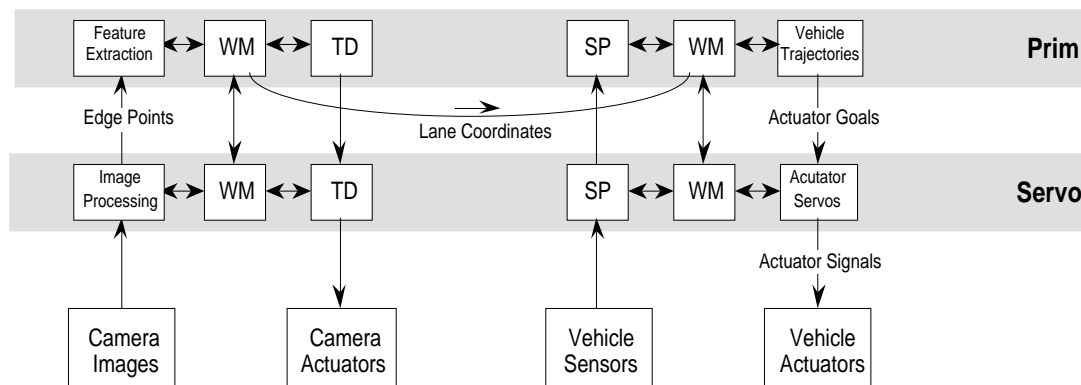 Feature
Extraction
WM
TD
SP
WM
Vehicle
Trajectories
Prim
Edge Points
Lane Coordinates
Actuator Goals
Image
Processing
WM
TD
SP
WM
Acutator
Servos
Servo
Actuator Signals
Camera
Images
Camera
Actuators
Vehicle
Sensors
Vehicle
Actuators